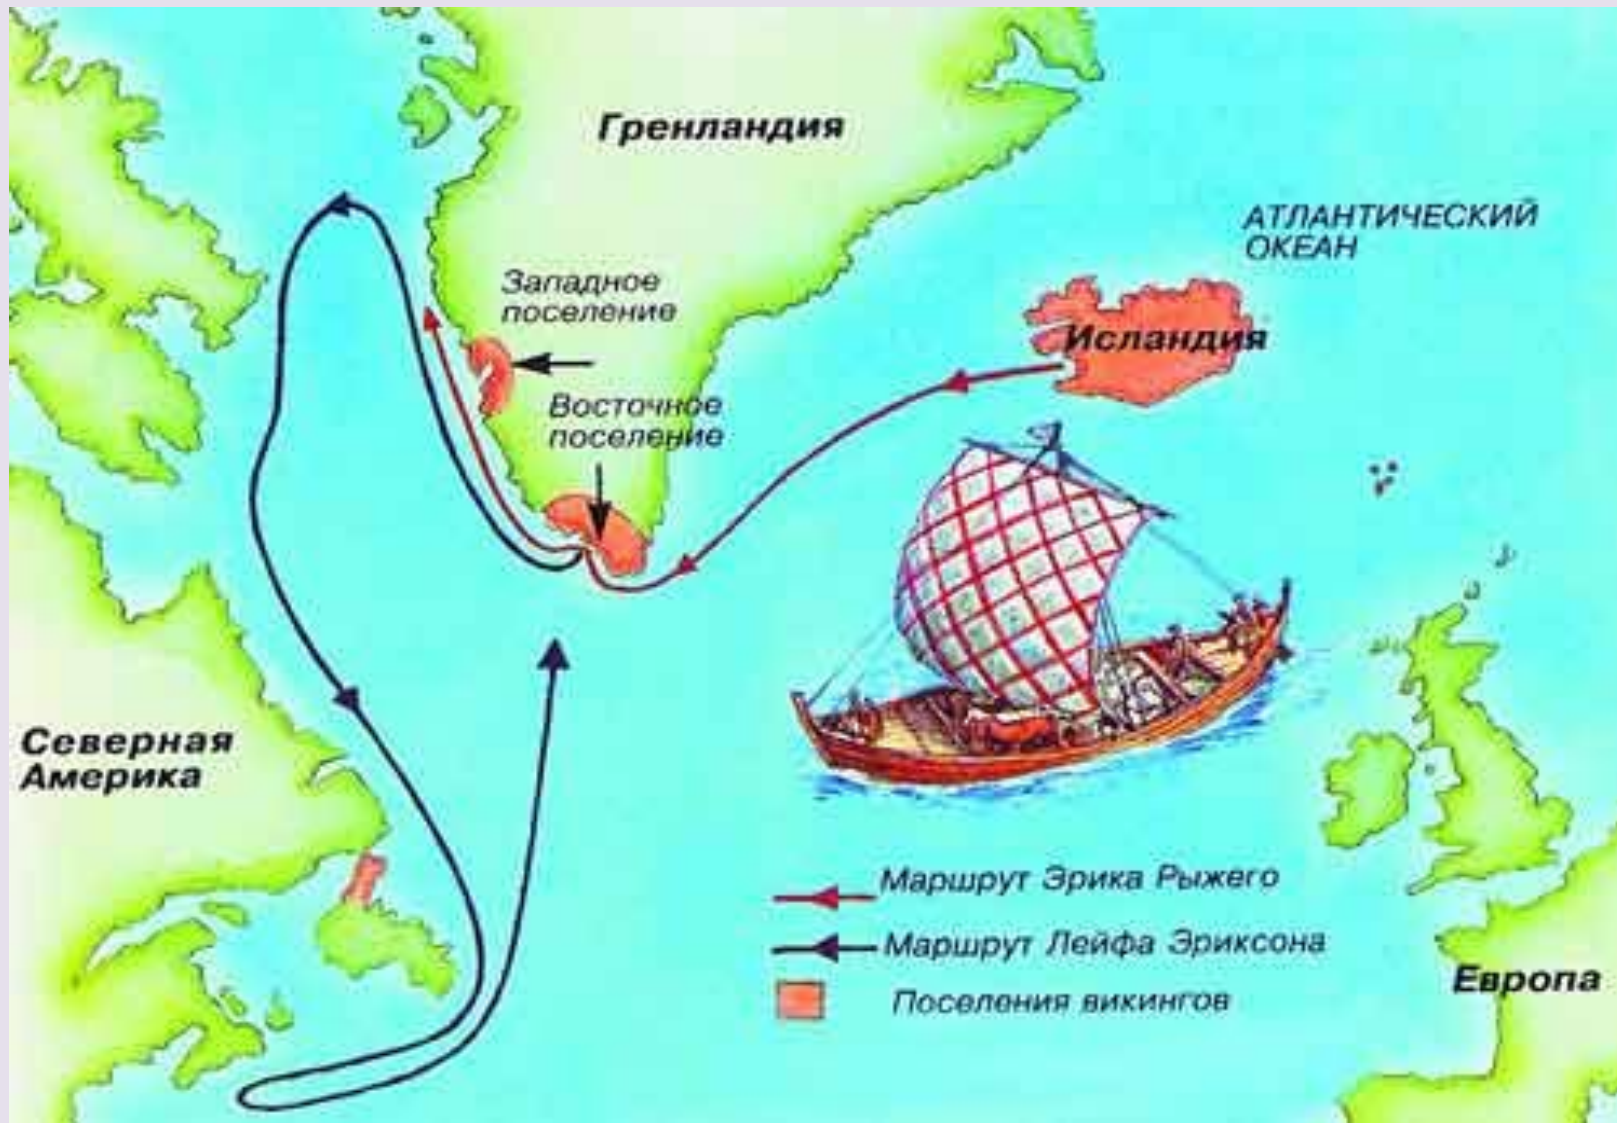 Гренландия
АТЛАНТИЧЕСКИЙ
ОКЕАН
Западное
поселение
Исландия
Восточное
поселение
Северная
Америка
Маршрут Эрика Рыжего
Маршрут Лейфа Эриксона
Европа
Поселения викингов